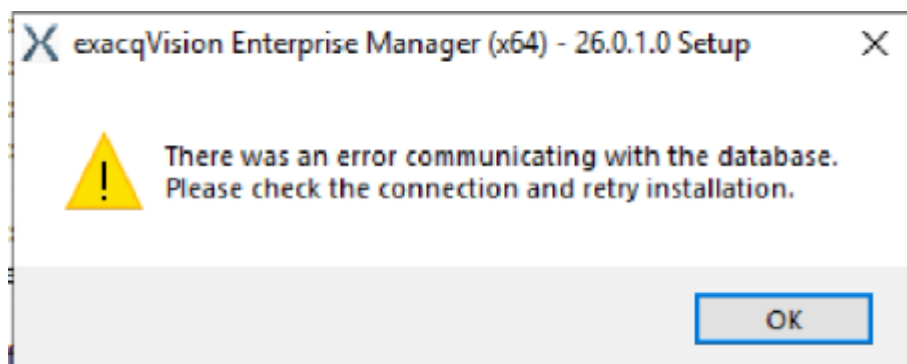 exacqVision Enterprise Manager (x64) - 26.0.1.0 Setup
There was an error communicating with the database.
Please check the connection and retry installation.
OK